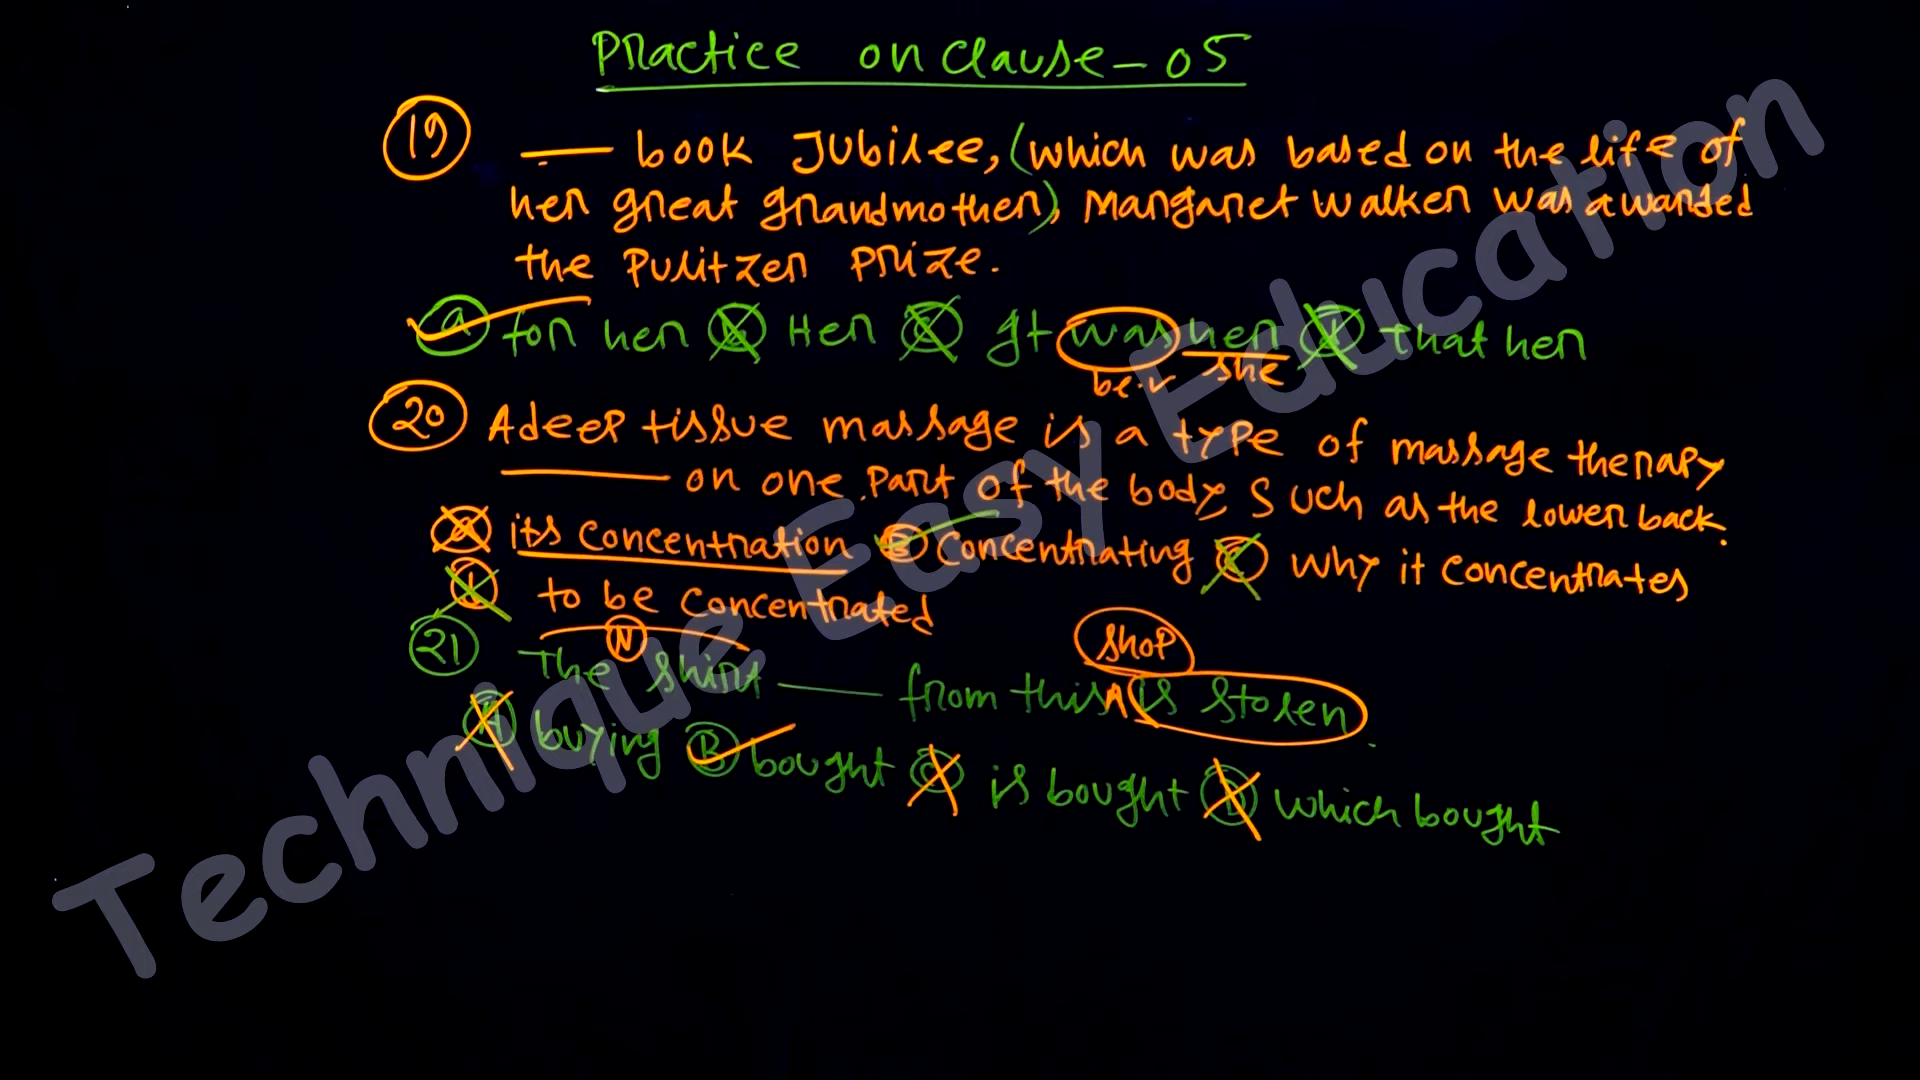 Practice on Clause-05
19 — book Jubilee, (which was based on the life of
her great grandmother), Margaret Walker was awarded
the Pulitzer Prize.
a for her b Her c It was her d that her
be.v she
20 A deep tissue massage is a type of massage therapy
— on one part of the body, such as the lower back.
a its concentration B concentrating c why it concentrates
d to be concentrated
N shop
21 The shirt — from this ∧ is stolen.
A buying B bought C is bought D which bought
Technique Easy Education